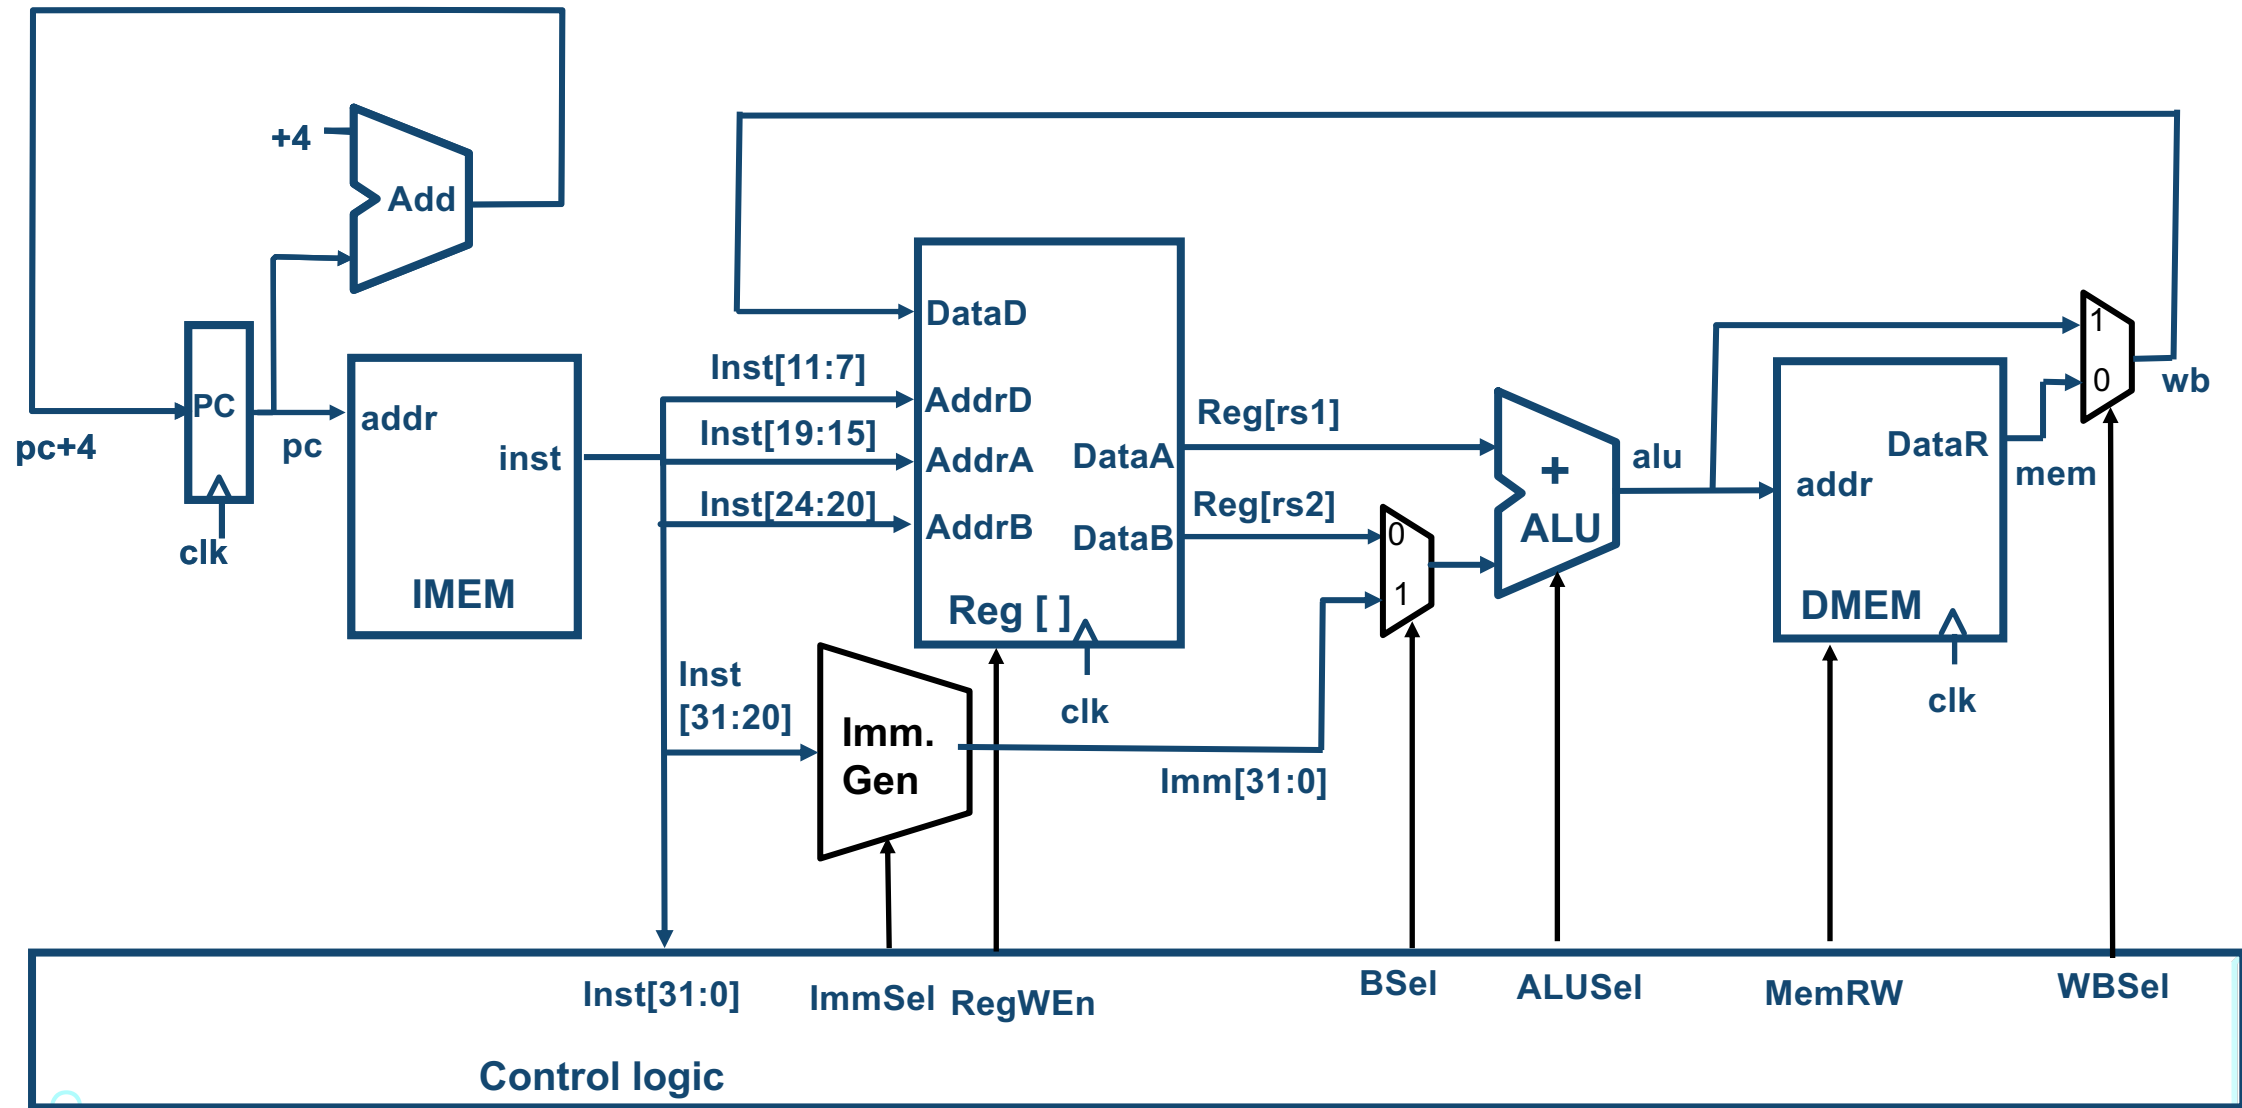 +4
Add
DataD
1
Inst[11:7]
0
wb
PC
AddrD
addr
Reg[rs1]
pc+4
pc
Inst[19:15]
inst
AddrA
DataA
+
alu
DataR
mem
addr
Inst[24:20]
Reg[rs2]
AddrB
DataB
0
ALU
clk
IMEM
Reg [ ]
1
DMEM
Inst
[31:20]
clk
clk
Imm.
Gen
Imm[31:0]
Inst[31:0]
ImmSel
RegWEn
BSel
ALUSel
MemRW
WBSel
Control logic